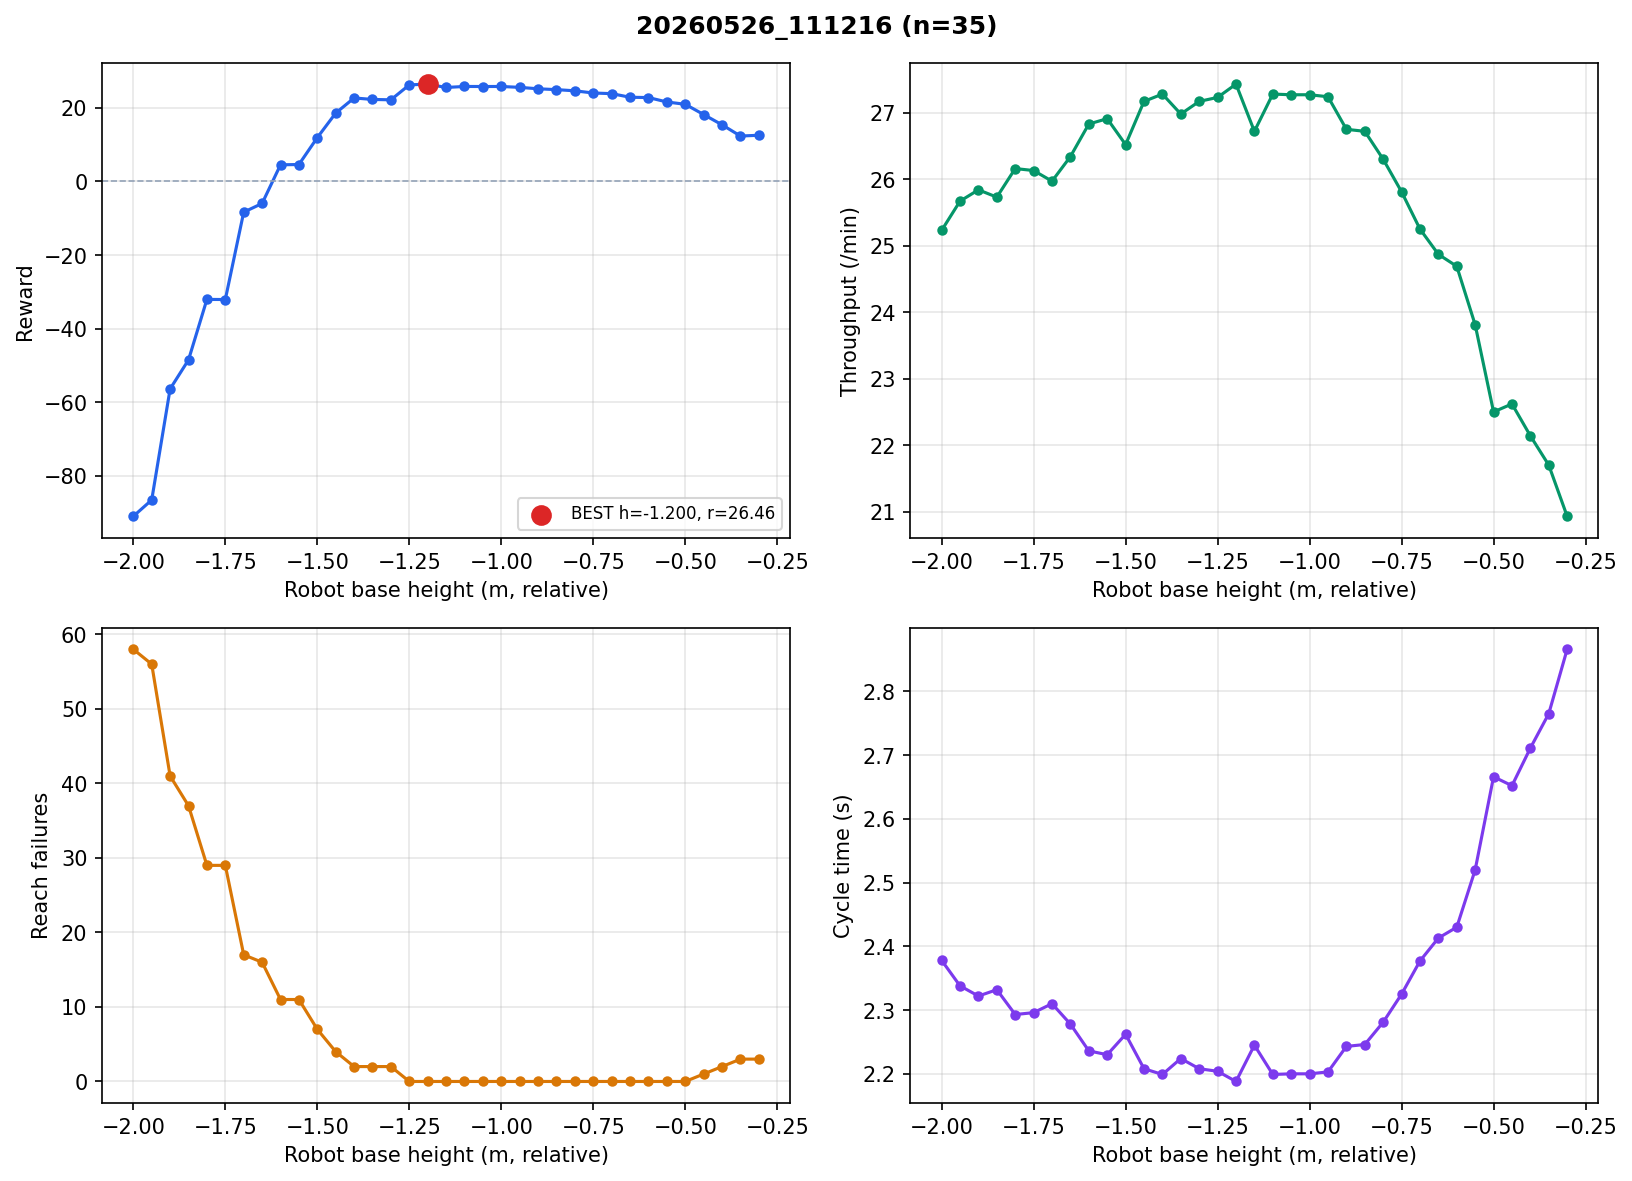 20260526_111216 (n=35)
Reward
20
0
−20
−40
−60
−80
BEST h=-1.200, r=26.46
−2.00 −1.75 −1.50 −1.25 −1.00 −0.75 −0.50 −0.25
Robot base height (m, relative)
Throughput (/min)
27
26
25
24
23
22
21
−2.00 −1.75 −1.50 −1.25 −1.00 −0.75 −0.50 −0.25
Robot base height (m, relative)
Reach failures
60
50
40
30
20
10
0
−2.00 −1.75 −1.50 −1.25 −1.00 −0.75 −0.50 −0.25
Robot base height (m, relative)
Cycle time (s)
2.8
2.7
2.6
2.5
2.4
2.3
2.2
−2.00 −1.75 −1.50 −1.25 −1.00 −0.75 −0.50 −0.25
Robot base height (m, relative)